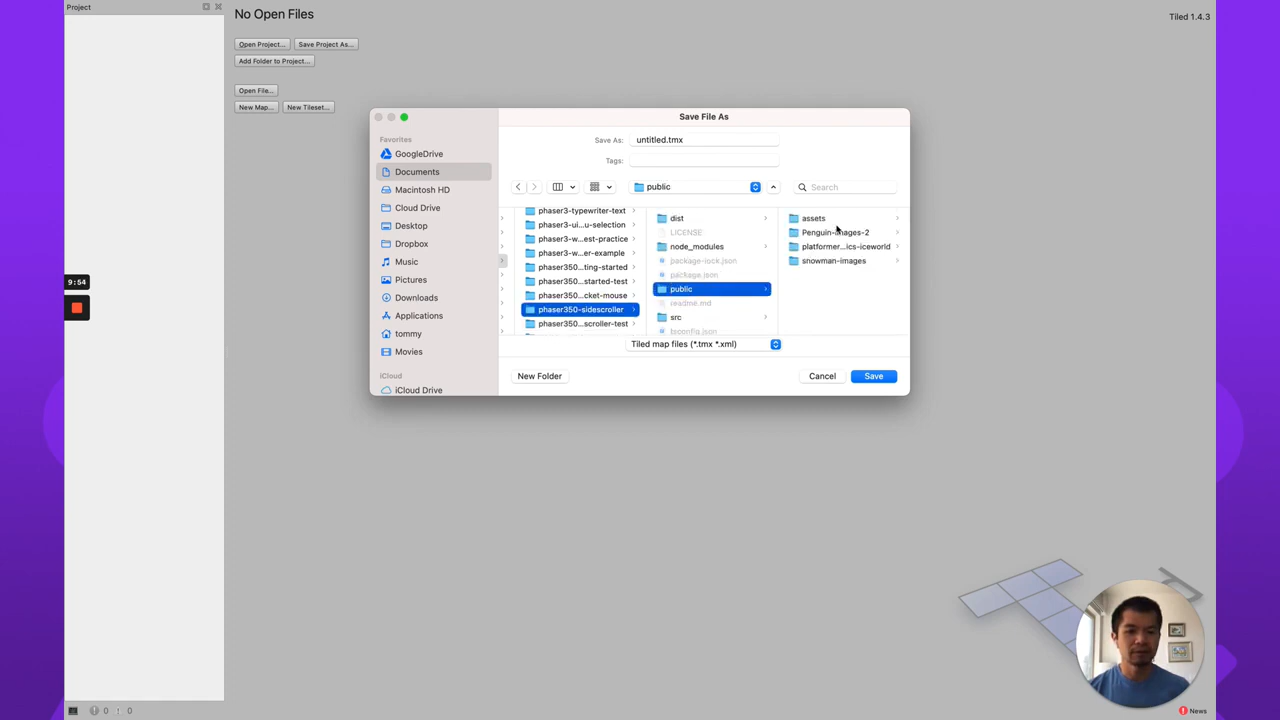 Project
No Open Files
Tiled 1.4.3
Open Project...
Save Project As...
Add Folder to Project...
Open File...
New Map...
New Tileset...
9:54
Save File As
Save As:
untitled.tmx
Tags:
public
Search
Favorites
GoogleDrive
Documents
Macintosh HD
Cloud Drive
Desktop
Dropbox
Music
Pictures
Downloads
Applications
tommy
Movies
iCloud
iCloud Drive
phaser3-typewriter-text
phaser3-ui...u-selection
phaser3-w...est-practice
phaser3-w...er-example
phaser350...ting-started
phaser350...started-test
phaser350...cket-mouse
phaser350-sidescroller
phaser350...scroller-test
dist
LICENSE
node_modules
package-lock.json
package.json
public
readme.md
src
tsconfig.json
assets
Penguin-images-2
platformer...ics-iceworld
snowman-images
Tiled map files (*.tmx *.xml)
New Folder
Cancel
Save
0
0
News